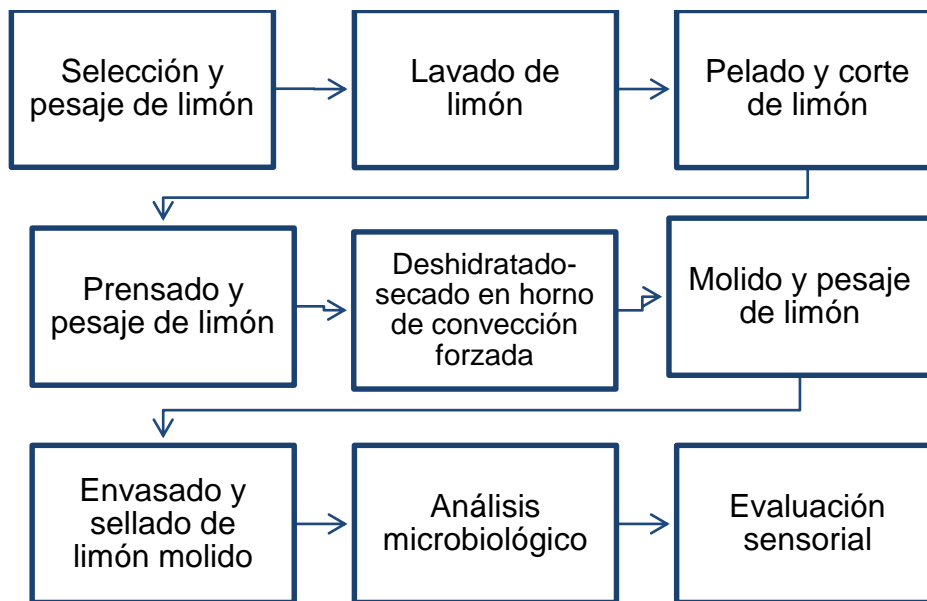 Selección y
pesaje de limón
Lavado de
limón
Pelado y corte
de limón
Prensado y
pesaje de limón
Deshidratado-
secado en horno
de convección
forzada
Molido y pesaje
de limón
Envasado y
sellado de
limón molido
Análisis
microbiológico
Evaluación
sensorial